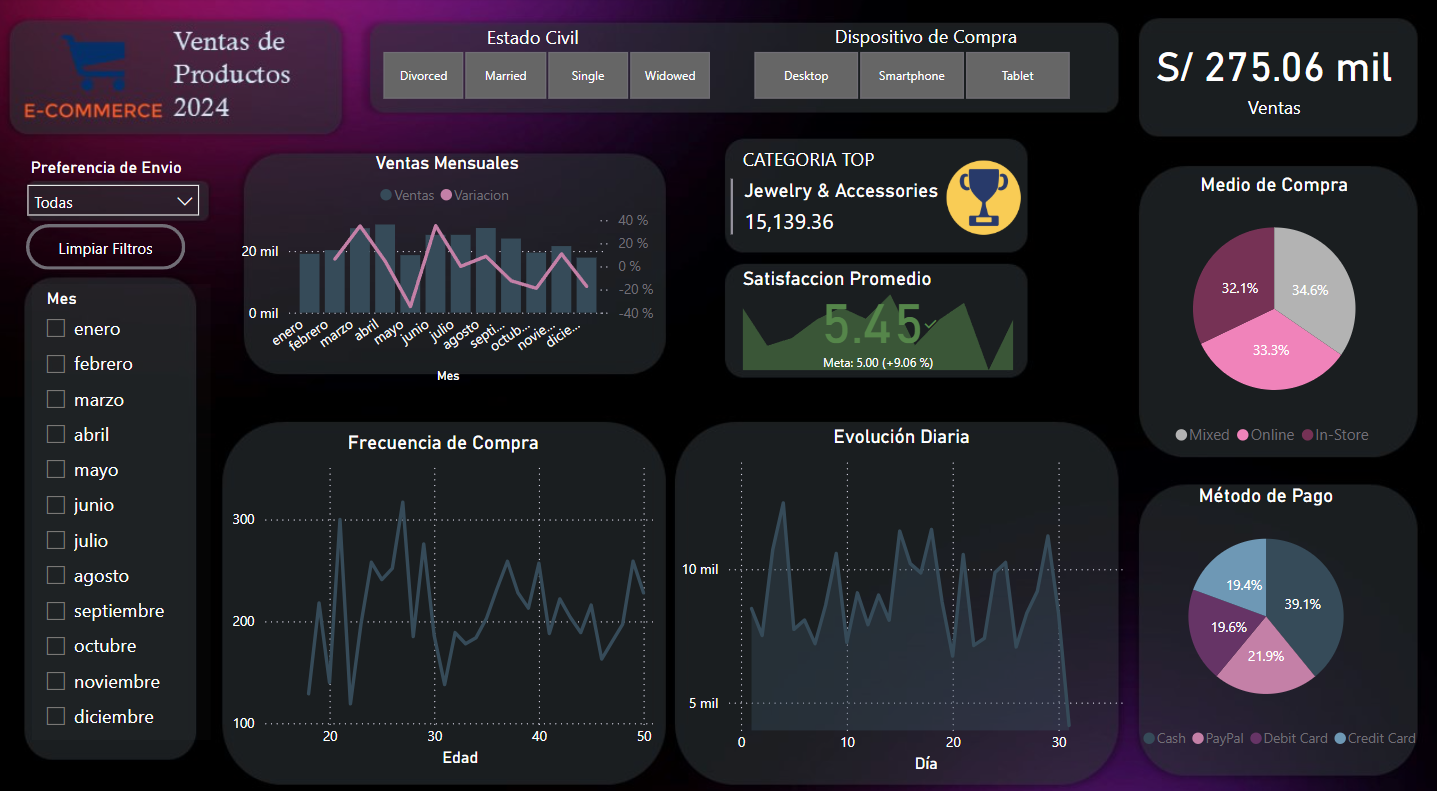 E-COMMERCE
Ventas de
Productos
2024
Estado Civil
Divorced
Married
Single
Widowed
Dispositivo de Compra
Desktop
Smartphone
Tablet
S/ 275.06 mil
Ventas
Preferencia de Envio
Todas
Limpiar Filtros
Mes
enero
febrero
marzo
abril
mayo
junio
julio
agosto
septiembre
octubre
noviembre
diciembre
Ventas Mensuales
Ventas Variacion
20 mil
0 mil
40 %
20 %
0 %
-20 %
-40 %
enero
febrero
marzo
abril
mayo
junio
julio
agosto
septi...
octub...
novie...
dicie...
Mes
CATEGORIA TOP
Jewelry & Accessories
15,139.36
Satisfaccion Promedio
5.45
Meta: 5.00 (+9.06 %)
Medio de Compra
32.1%
34.6%
33.3%
Mixed Online In-Store
Frecuencia de Compra
300
200
100
20 30 40 50
Edad
Evolución Diaria
10 mil
5 mil
0 10 20 30
Día
Método de Pago
19.4%
39.1%
19.6%
21.9%
Cash PayPal Debit Card Credit Card